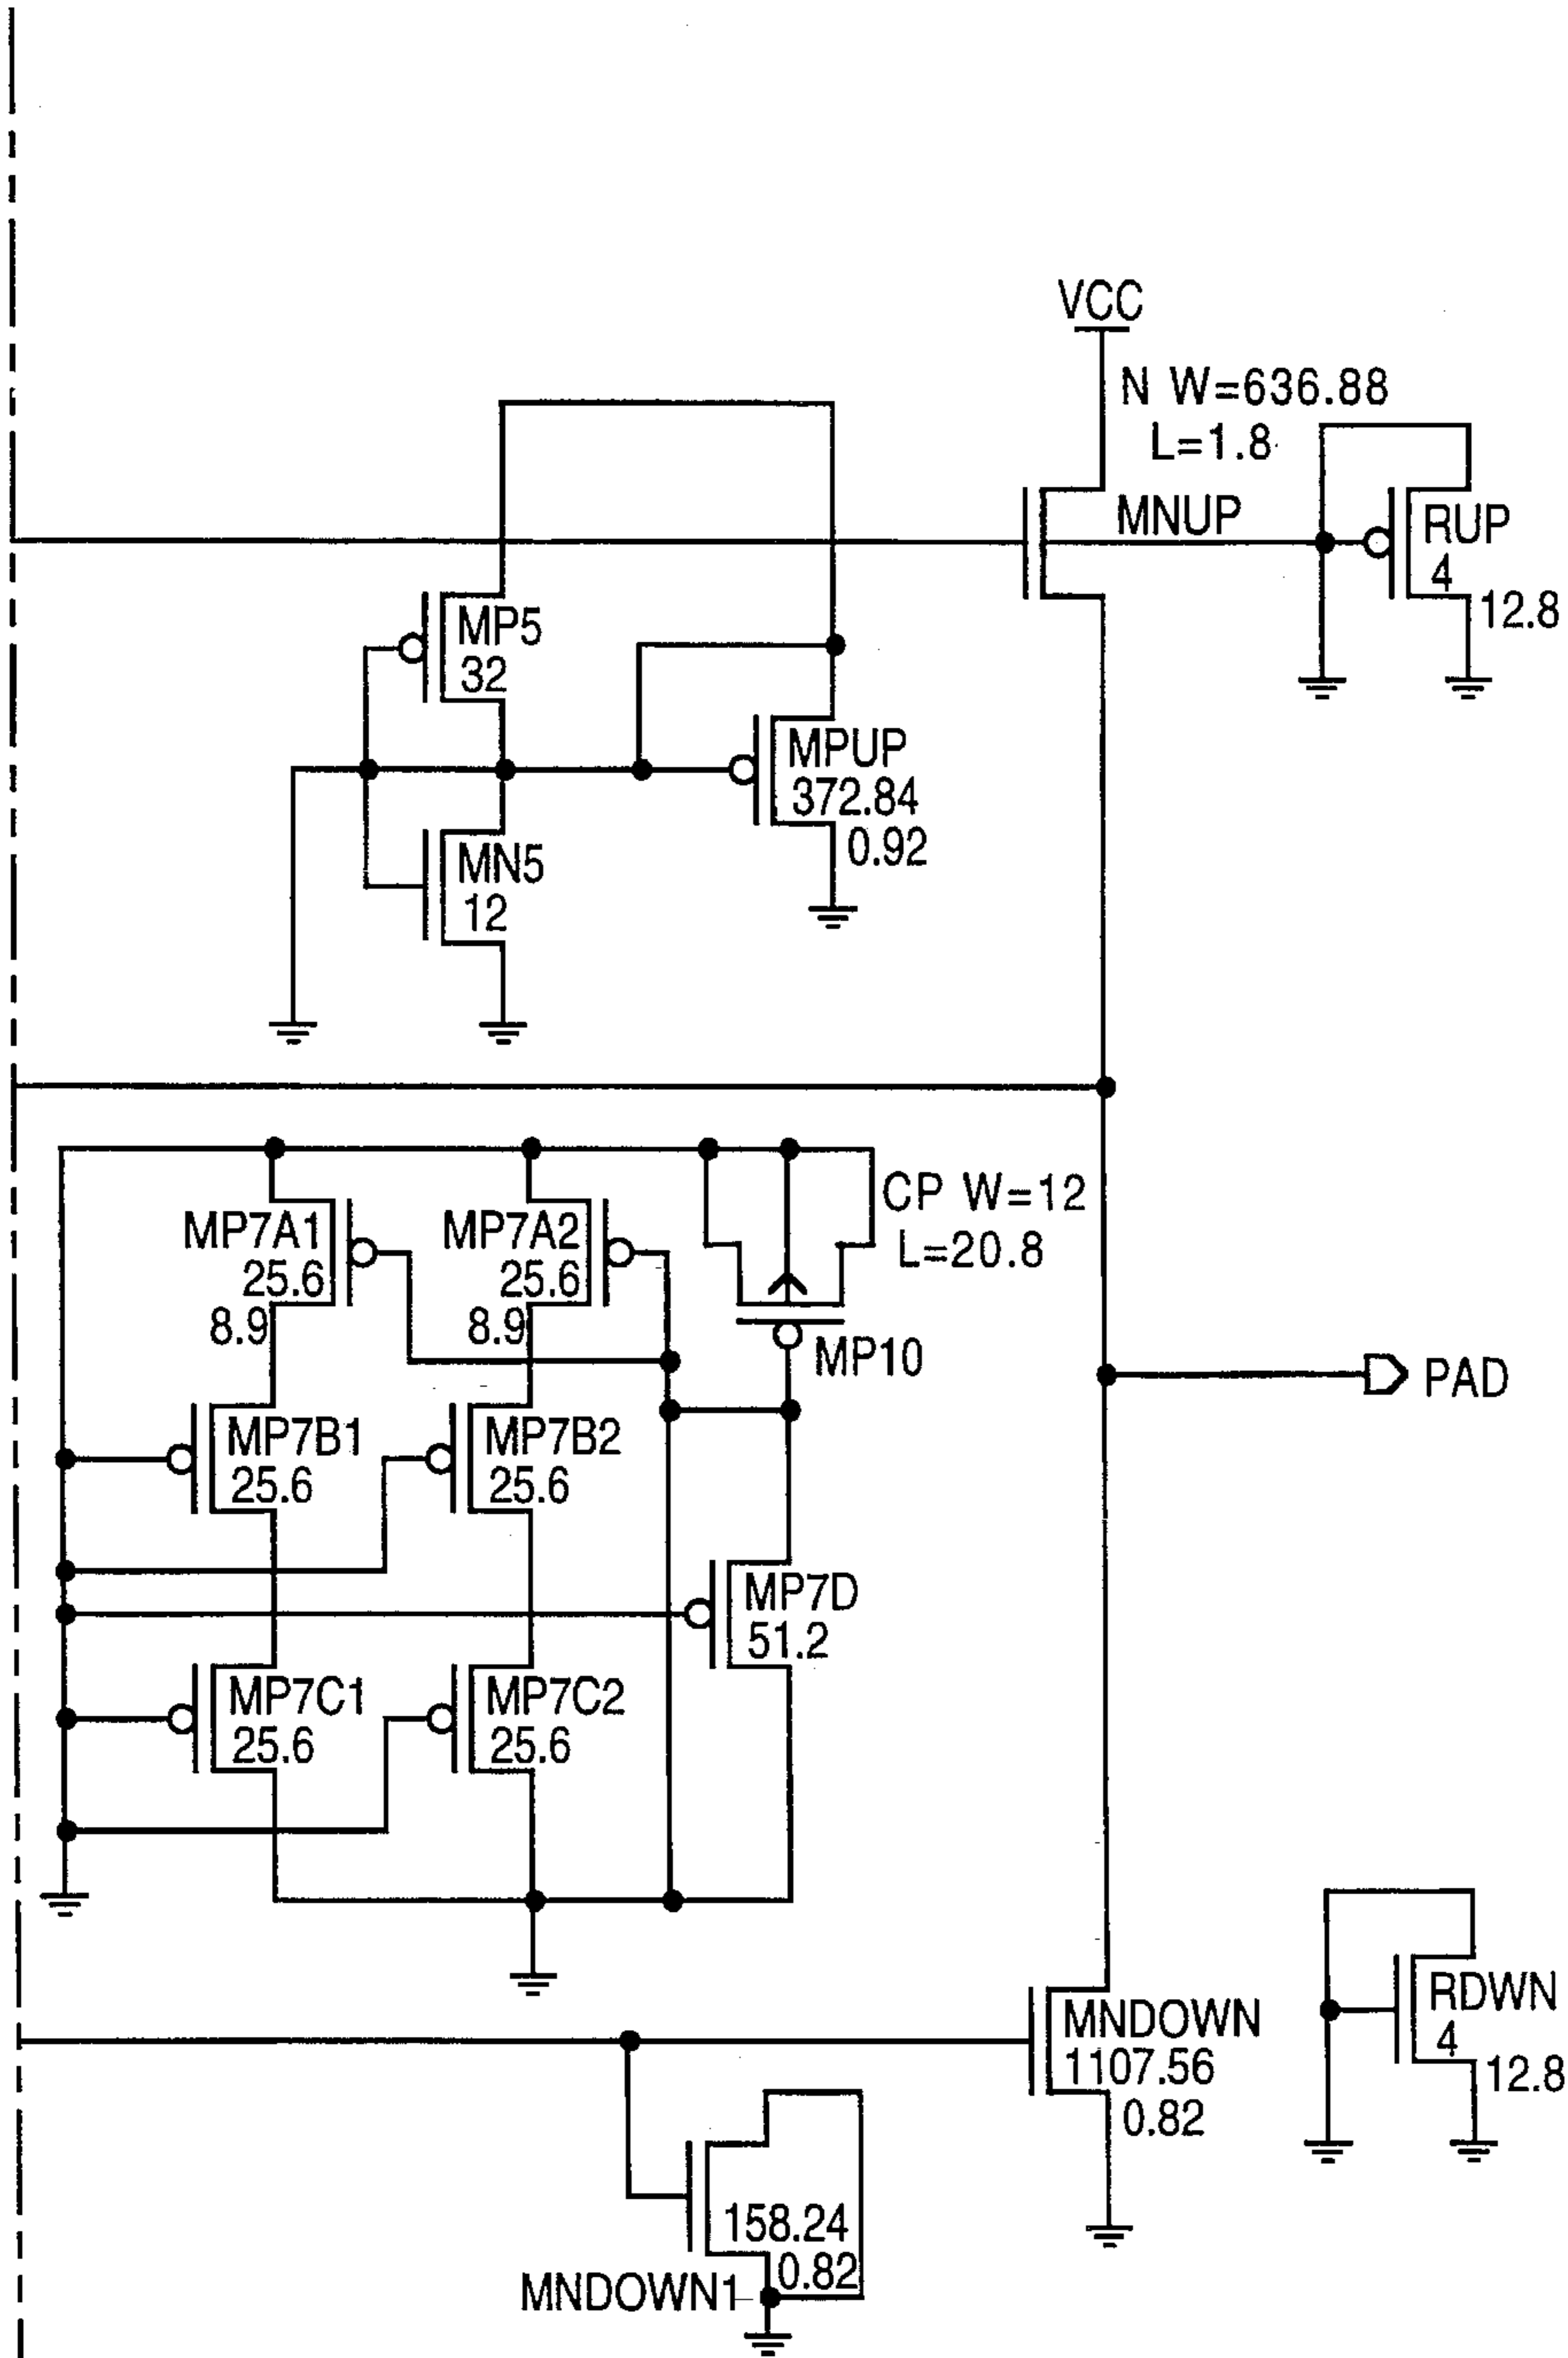 VCC
N W=636.88
L=1.8
MNUP
RUP
4
12.8
MP5
32
MPUP
372.84
0.92
MN5
12
CP W=12
L=20.8
MP7A1
25.6
8.9
MP7A2
25.6
8.9
MP10
PAD
MP7B1
25.6
MP7B2
25.6
MP7D
51.2
MP7C1
25.6
MP7C2
25.6
MNDOWN
1107.56
0.82
RDWN
4
12.8
158.24
0.82
MNDOWN1